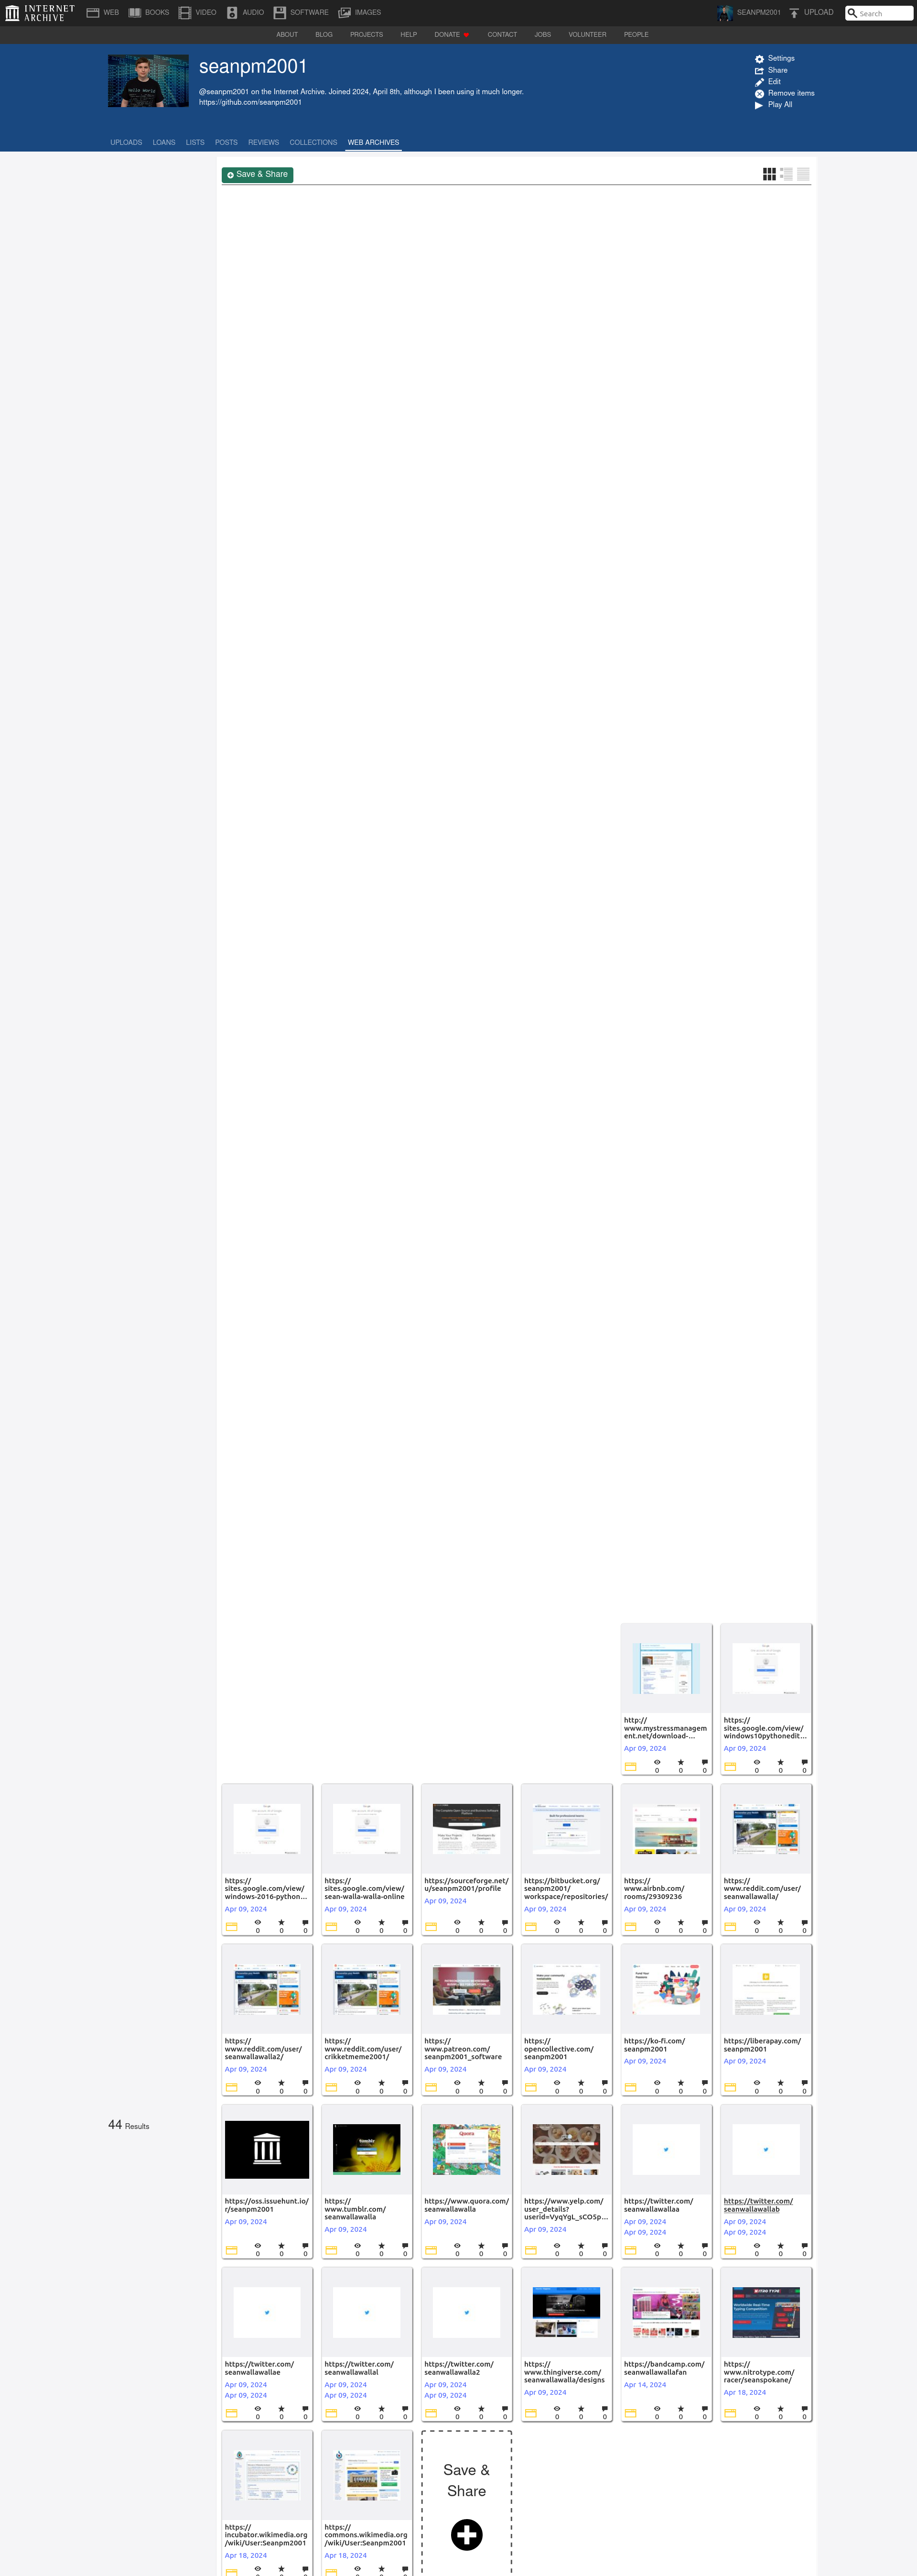 INTERNET ARCHIVE WEB BOOKS VIDEO AUDIO SOFTWARE IMAGES SEANPM2001 UPLOAD Search
ABOUT BLOG PROJECTS HELP DONATE CONTACT JOBS VOLUNTEER PEOPLE
seanpm2001
@seanpm2001 on the Internet Archive. Joined 2024, April 8th, although I been using it much longer.
https://github.com/seanpm2001
Settings
Share
Edit
Remove items
Play All
UPLOADS LOANS LISTS POSTS REVIEWS COLLECTIONS WEB ARCHIVES
Save & Share
44 Results
http://
www.mystressmanagem
ent.net/download-...
Apr 09, 2024
0 0 0
https://
sites.google.com/view/
windows10pythonedit...
Apr 09, 2024
0 0 0
https://
sites.google.com/view/
windows-2016-python...
Apr 09, 2024
0 0 0
https://
sites.google.com/view/
sean-walla-walla-online
Apr 09, 2024
0 0 0
https://sourceforge.net/
u/seanpm2001/profile
Apr 09, 2024
0 0 0
https://bitbucket.org/
seanpm2001/
workspace/repositories/
Apr 09, 2024
0 0 0
https://
www.airbnb.com/
rooms/29309236
Apr 09, 2024
0 0 0
https://
www.reddit.com/user/
seanwallawalla/
Apr 09, 2024
0 0 0
https://
www.reddit.com/user/
seanwallawalla2/
Apr 09, 2024
0 0 0
https://
www.reddit.com/user/
crikketmeme2001/
Apr 09, 2024
0 0 0
https://
www.patreon.com/
seanpm2001_software
Apr 09, 2024
0 0 0
https://
opencollective.com/
seanpm2001
Apr 09, 2024
0 0 0
https://ko-fi.com/
seanpm2001
Apr 09, 2024
0 0 0
https://liberapay.com/
seanpm2001
Apr 09, 2024
0 0 0
https://oss.issuehunt.io/
r/seanpm2001
Apr 09, 2024
0 0 0
https://
www.tumblr.com/
seanwallawalla
Apr 09, 2024
0 0 0
Quora
https://www.quora.com/
seanwallawalla
Apr 09, 2024
0 0 0
https://www.yelp.com/
user_details?
userid=VyqYgL_sCO5p...
Apr 09, 2024
0 0 0
https://twitter.com/
seanwallawallaa
Apr 09, 2024
Apr 09, 2024
0 0 0
https://twitter.com/
seanwallawallab
Apr 09, 2024
Apr 09, 2024
0 0 0
https://twitter.com/
seanwallawallae
Apr 09, 2024
Apr 09, 2024
0 0 0
https://twitter.com/
seanwallawallal
Apr 09, 2024
Apr 09, 2024
0 0 0
https://twitter.com/
seanwallawalla2
Apr 09, 2024
Apr 09, 2024
0 0 0
https://
www.thingiverse.com/
seanwallawalla/designs
Apr 09, 2024
0 0 0
https://bandcamp.com/
seanwallawallafan
Apr 14, 2024
0 0 0
https://
www.nitrotype.com/
racer/seanspokane/
Apr 18, 2024
0 0 0
https://
incubator.wikimedia.org
/wiki/User:Seanpm2001
Apr 18, 2024
https://
commons.wikimedia.org
/wiki/User:Seanpm2001
Apr 18, 2024
Save &
Share